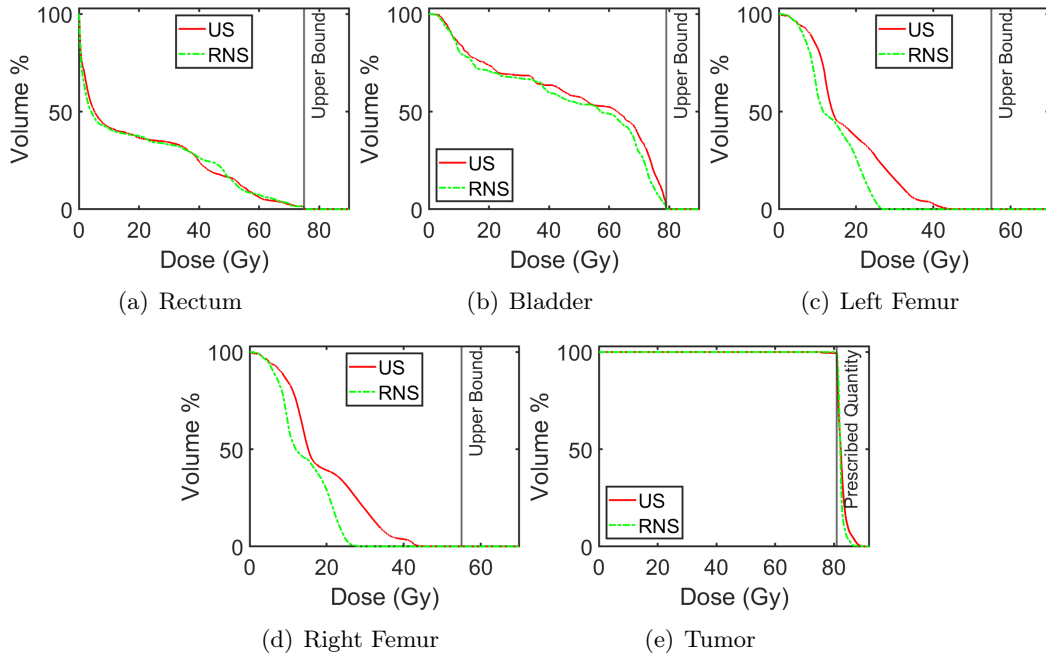 100
50
0
Volume %
US
RNS
Upper Bound
0 20 40 60 80
Dose (Gy)
(a) Rectum
100
50
0
Volume %
US
RNS
Upper Bound
0 20 40 60 80
Dose (Gy)
(b) Bladder
100
50
0
Volume %
US
RNS
Upper Bound
0 20 40 60
Dose (Gy)
(c) Left Femur
100
50
0
Volume %
US
RNS
Upper Bound
0 20 40 60
Dose (Gy)
(d) Right Femur
100
50
0
Volume %
US
RNS
Prescribed Quantity
0 20 40 60 80
Dose (Gy)
(e) Tumor